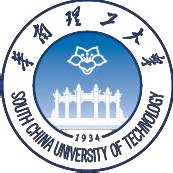 华南理工大学
SOUTH CHINA UNIVERSITY OF TECHNOLOGY
1934